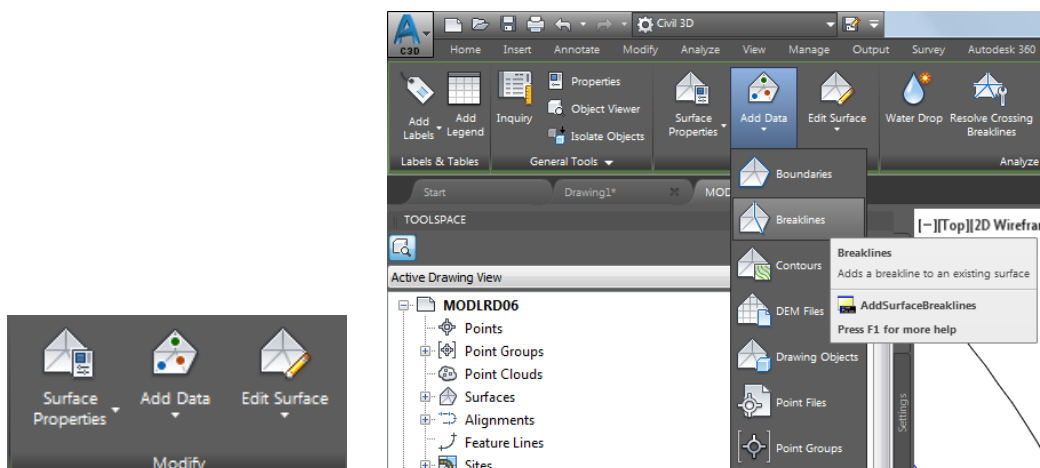 Surface
Properties
Add Data
Edit Surface
Modify
C3D
Civil 3D
Home Insert Annotate Modify Analyze View Manage Output Survey Autodesk 360
Add
Labels
Add
Legend
Inquiry
Properties
Object Viewer
Isolate Objects
Surface
Properties
Add Data
Edit Surface
Water Drop
Resolve Crossing
Breaklines
Labels & Tables
General Tools
Analyze
Start Drawing1* MOD
TOOLSPACE
Active Drawing View
MODLRD06
Points
Point Groups
Point Clouds
Surfaces
Alignments
Feature Lines
Sites
Boundaries
Breaklines
Contours
DEM Files
Drawing Objects
Point Files
Point Groups
[–][Top][2D Wirefra
Breaklines
Adds a breakline to an existing surface
AddSurfaceBreaklines
Press F1 for more help
Settings